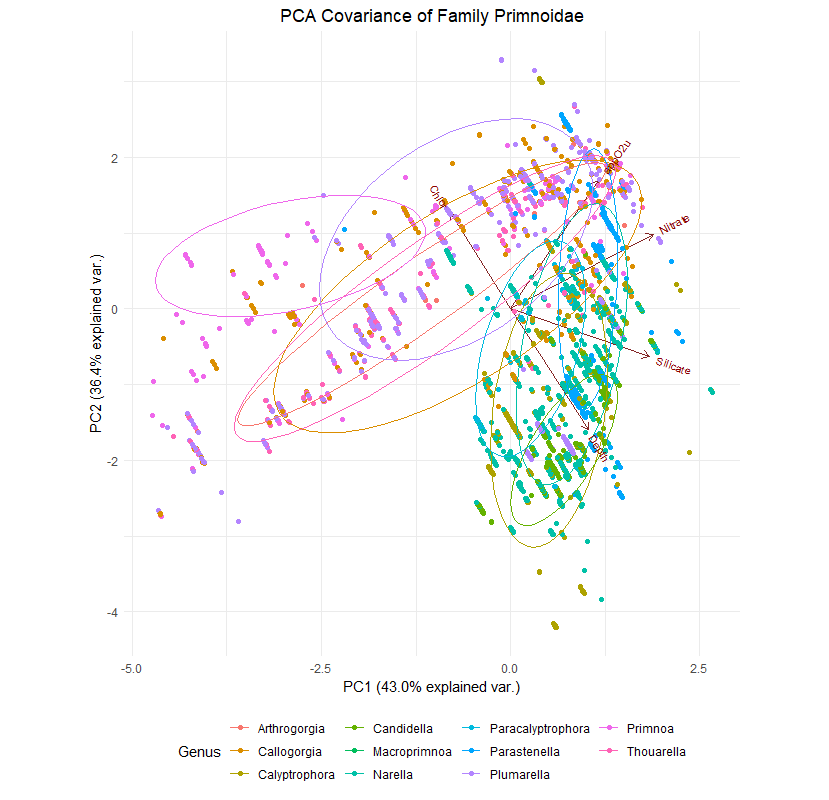 PCA Covariance of Family Primnoidae
appO2u
Chlfs
Nitrate
Silicate
Depth
PC2 (36.4% explained var.)
2
0
-2
-4
-5.0 -2.5 0.0 2.5
PC1 (43.0% explained var.)
Genus
Arthrogorgia Candidella Paracalyptrophora Primnoa
Callogorgia Macroprimnoa Parastenella Thouarella
Calyptrophora Narella Plumarella